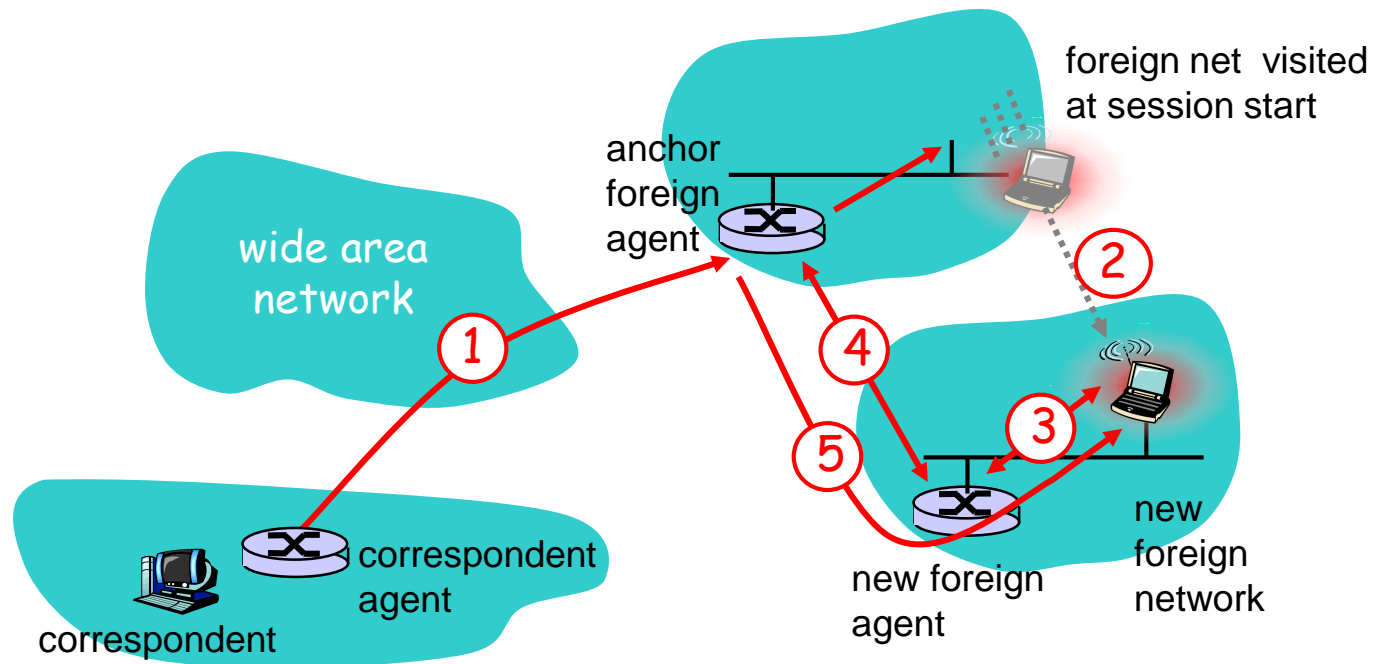 foreign net visited
at session start
anchor
foreign
agent
wide area
network
2
1
4
3
5
correspondent
agent
correspondent
new foreign
agent
new
foreign
network